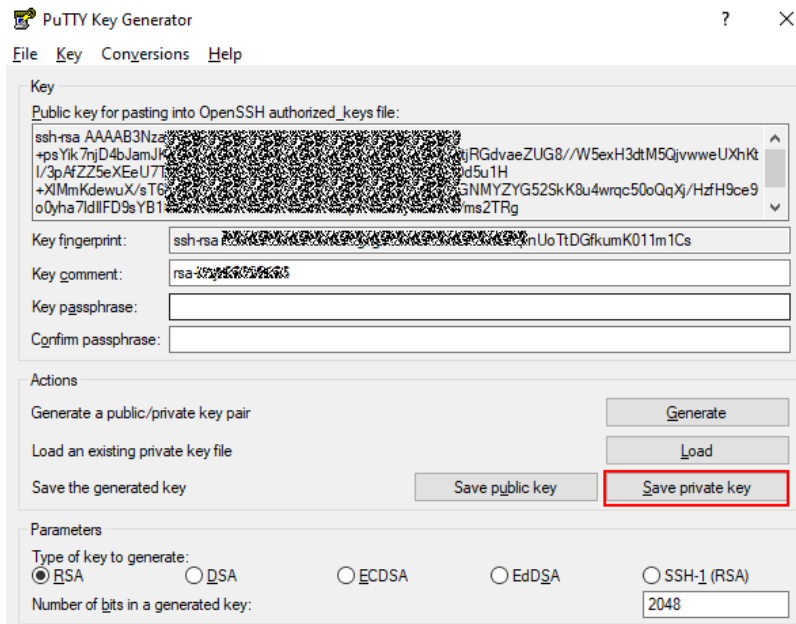 PuTTY Key Generator ? ×
File Key Conversions Help
Key
Public key for pasting into OpenSSH authorized_keys file:
ssh-rsa AAAAB3Nza
+psYik7njD4bJamJK tjRGdvaeZUG8//W5exH3dtM5QjvwweUXhKt
I/3pAfZZ5eXEeU7T 0d5u1H
+XlMmKdewuX/sT6 GNMYZYG52SkK8u4wrqc50oQqXj/HzfH9ce9
o0yha7ldlIFD9sYB1 /ms2TRg
Key fingerprint: ssh-rsa nUoTtDGfkumK011m1Cs
Key comment: rsa-
Key passphrase:
Confirm passphrase:
Actions
Generate a public/private key pair Generate
Load an existing private key file Load
Save the generated key Save public key Save private key
Parameters
Type of key to generate:
RSA DSA ECDSA EdDSA SSH-1 (RSA)
Number of bits in a generated key: 2048